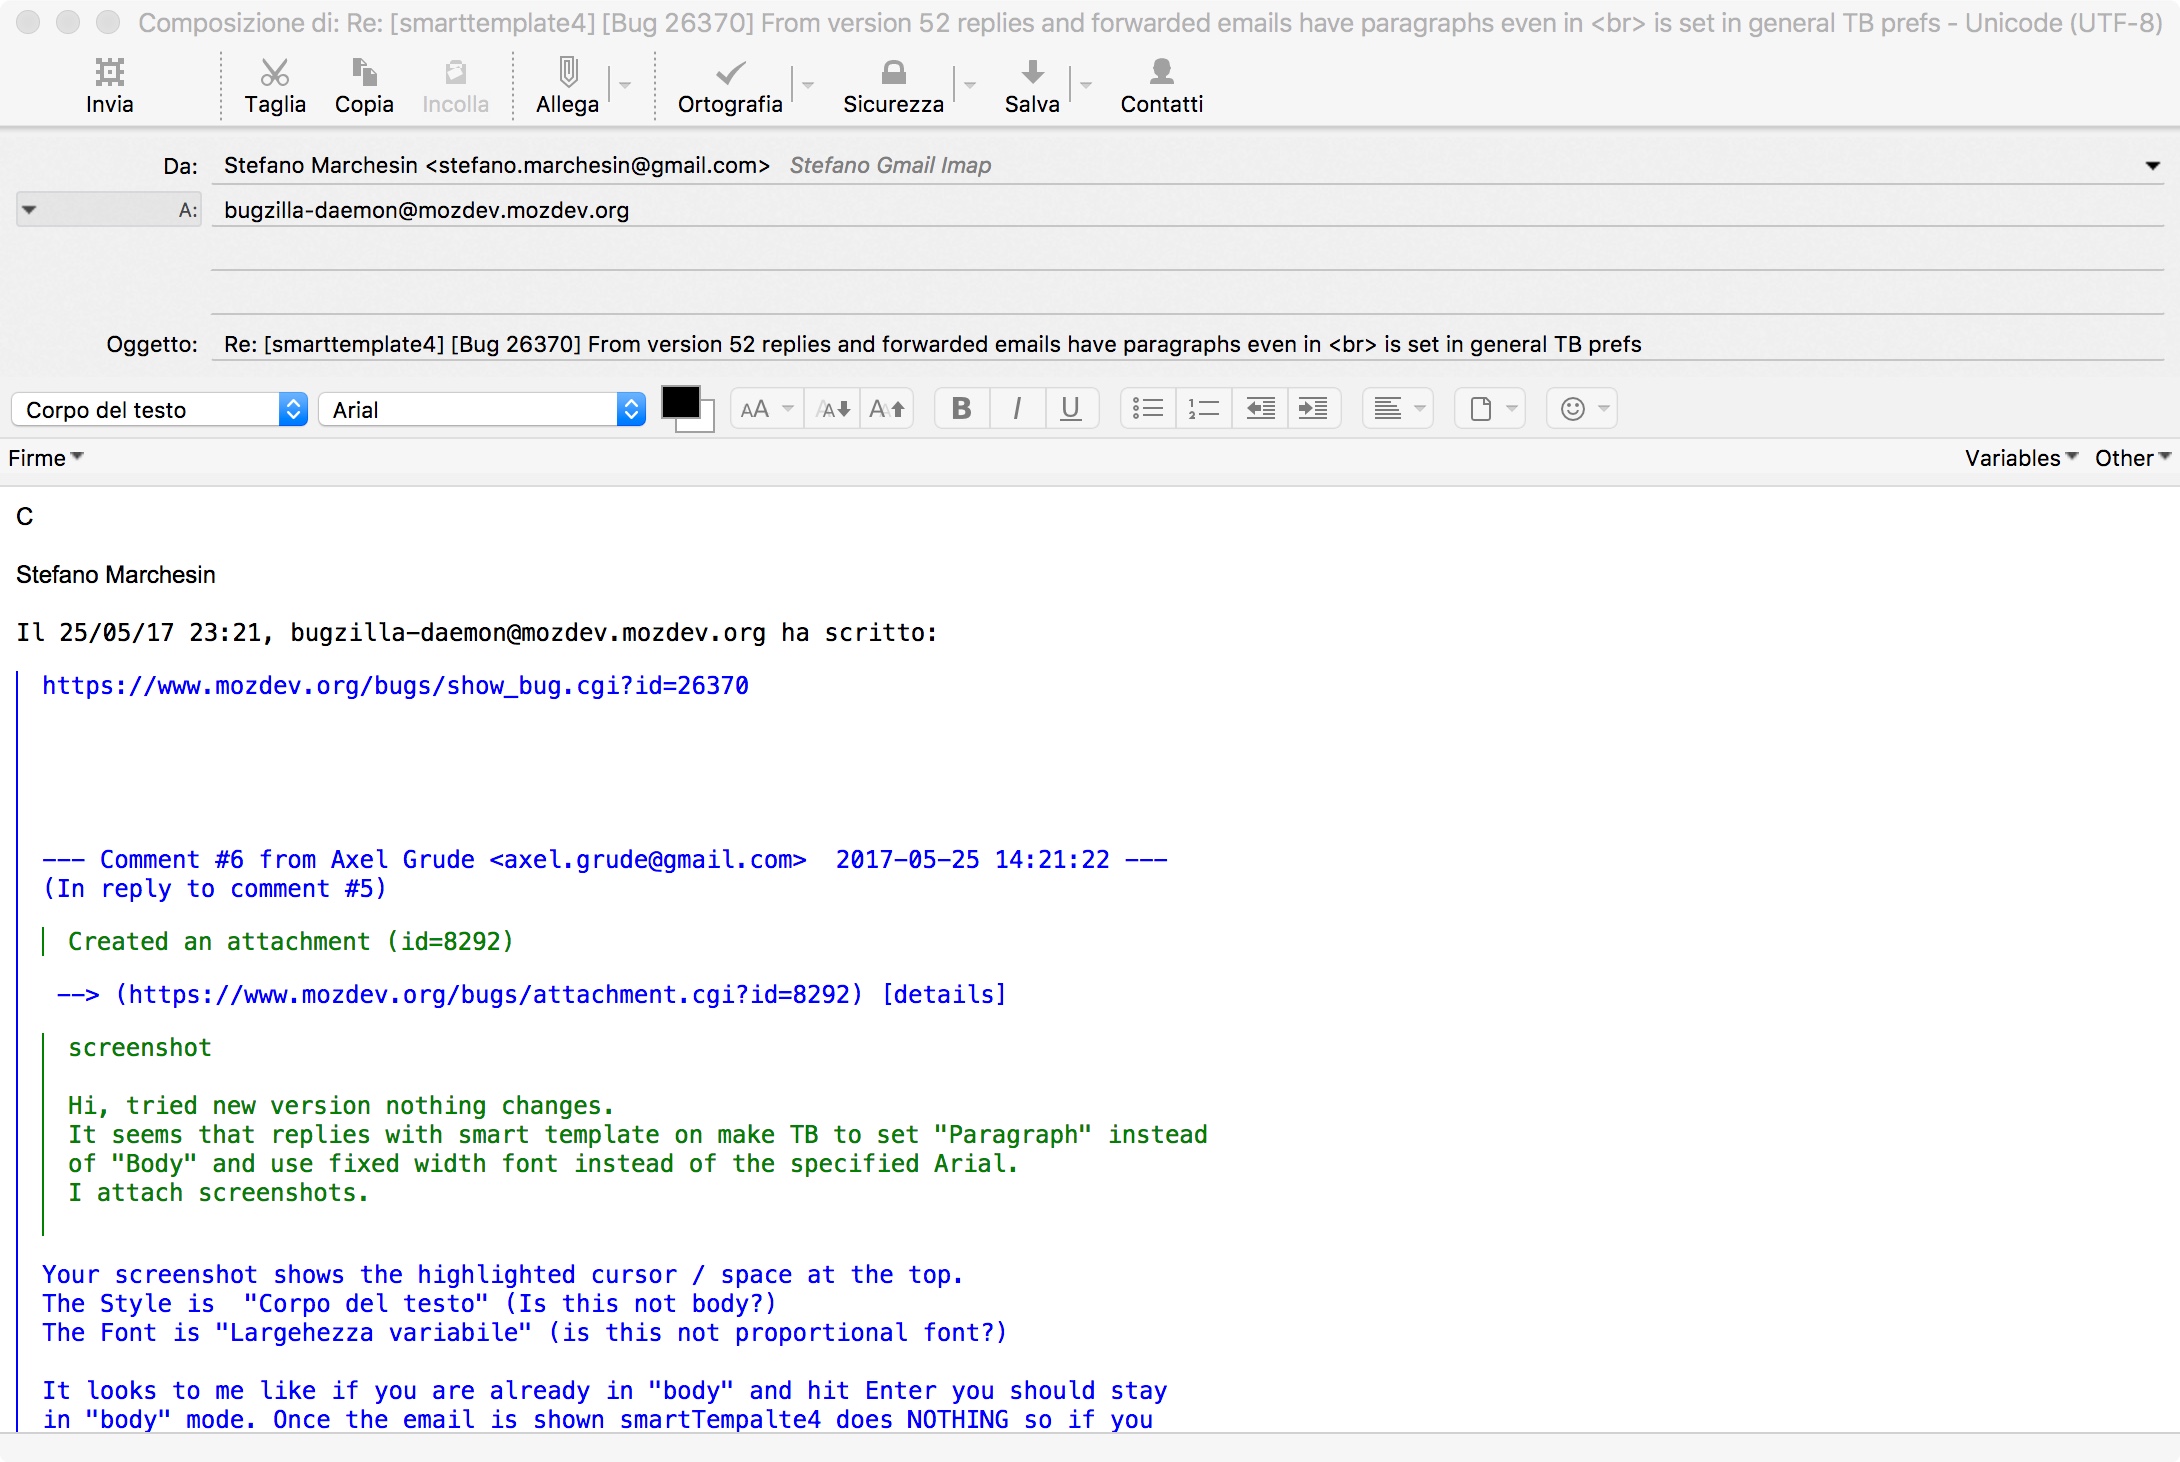 Composizione di: Re: [smarttemplate4] [Bug 26370] From version 52 replies and forwarded emails have paragraphs even in <br> is set in general TB prefs - Unicode (UTF-8)
Invia Taglia Copia Incolla Allega Ortografia Sicurezza Salva Contatti
Da: Stefano Marchesin <stefano.marchesin@gmail.com> Stefano Gmail Imap
A: bugzilla-daemon@mozdev.mozdev.org
Oggetto: Re: [smarttemplate4] [Bug 26370] From version 52 replies and forwarded emails have paragraphs even in <br> is set in general TB prefs
Corpo del testo Arial AA A A B I U
Firme Variables Other
C
Stefano Marchesin
Il 25/05/17 23:21, bugzilla-daemon@mozdev.mozdev.org ha scritto:
https://www.mozdev.org/bugs/show_bug.cgi?id=26370
--- Comment #6 from Axel Grude <axel.grude@gmail.com>  2017-05-25 14:21:22 ---
(In reply to comment #5)
Created an attachment (id=8292)
--> (https://www.mozdev.org/bugs/attachment.cgi?id=8292) [details]
screenshot
Hi, tried new version nothing changes.
It seems that replies with smart template on make TB to set "Paragraph" instead
of "Body" and use fixed width font instead of the specified Arial.
I attach screenshots.
Your screenshot shows the highlighted cursor / space at the top.
The Style is  "Corpo del testo" (Is this not body?)
The Font is "Largehezza variabile" (is this not proportional font?)
It looks to me like if you are already in "body" and hit Enter you should stay
in "body" mode. Once the email is shown smartTempalte4 does NOTHING so if you